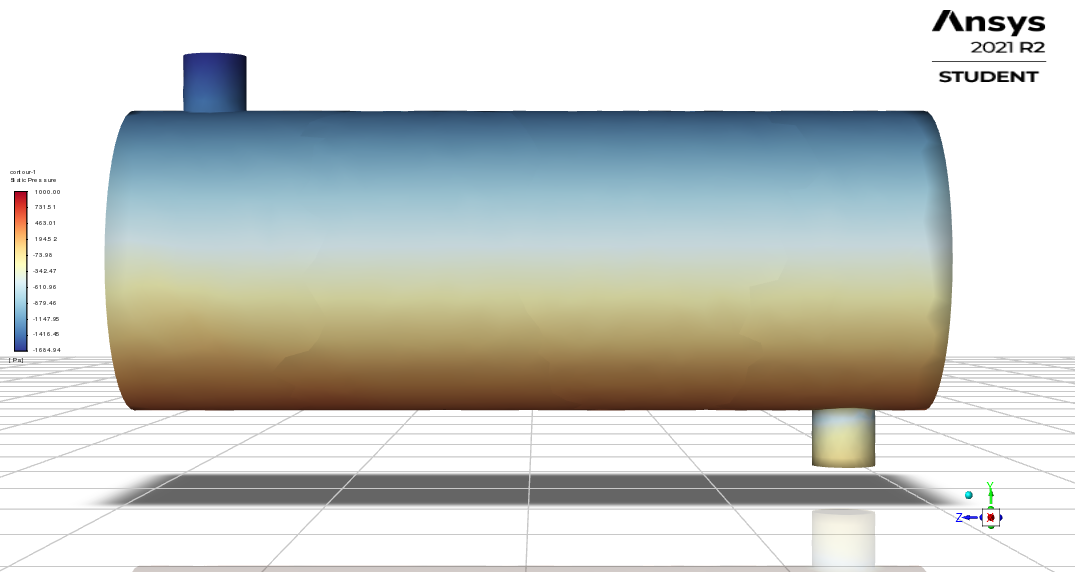 Ansys
2021 R2
STUDENT
contour-1
Static Pressure
1000.00
731.51
463.01
194.52
-73.98
-342.47
-610.96
-879.46
-1147.95
-1416.45
-1684.94
[ Pa ]
Y
Z